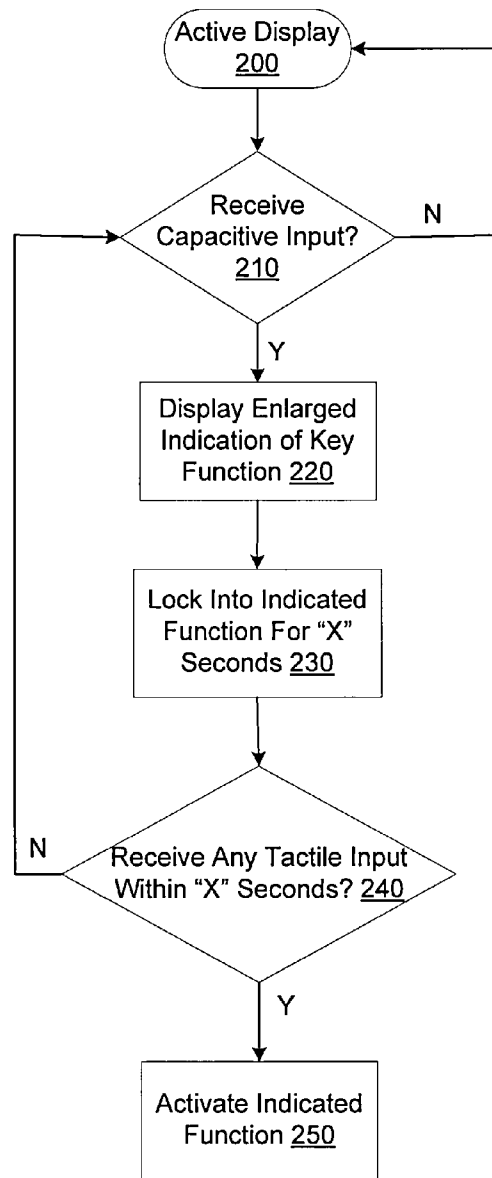 Active Display
200
Receive
Capacitive Input?
210
N
Y
Display Enlarged
Indication of Key
Function 220
Lock Into Indicated
Function For “X”
Seconds 230
N
Receive Any Tactile Input
Within “X” Seconds? 240
Y
Activate Indicated
Function 250